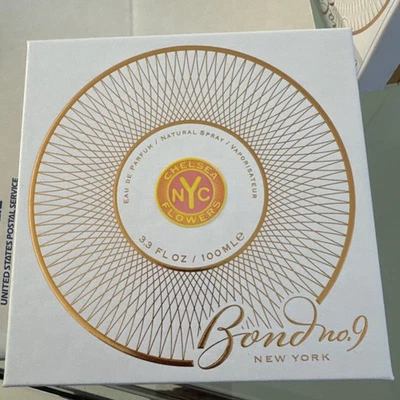 EAU DE PARFUM / NATURAL SPRAY / VAPORISATEUR
CHELSEA
NYC
FLOWERS
3.3 FL OZ / 100ML℮
Bond no.9
NEW YORK
UNITED STATES POSTAL SERVICE